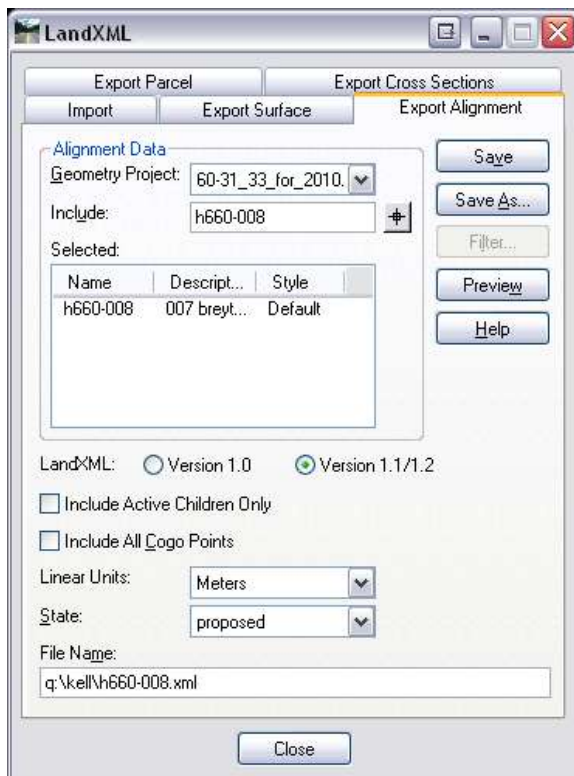 LandXML
Export Parcel Export Cross Sections
Import Export Surface Export Alignment
Alignment Data
Geometry Project: 60-31_33_for_2010.
Include: h660-008
Selected:
Name Descript... Style
h660-008 007 breyt... Default
Save
Save As...
Filter...
Preview
Help
LandXML: Version 1.0 Version 1.1/1.2
Include Active Children Only
Include All Cogo Points
Linear Units: Meters
State: proposed
File Name:
q:\kell\h660-008.xml
Close